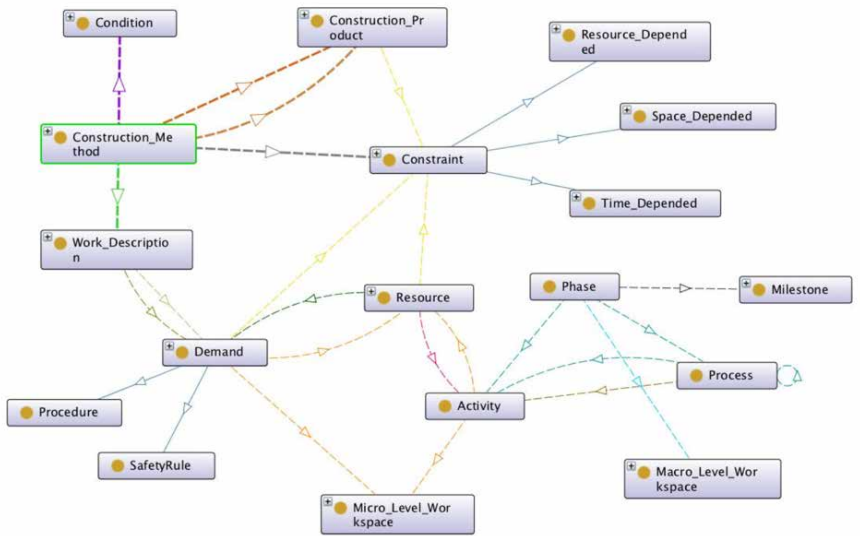 Condition
Construction_Pr
oduct
Resource_Depend
ed
Space_Depended
Construction_Me
thod
Constraint
Time_Depended
Work_Descriptio
n
Resource
Phase
Milestone
Demand
Process
Procedure
Activity
SafetyRule
Macro_Level_Wor
kspace
Micro_Level_Wor
kspace